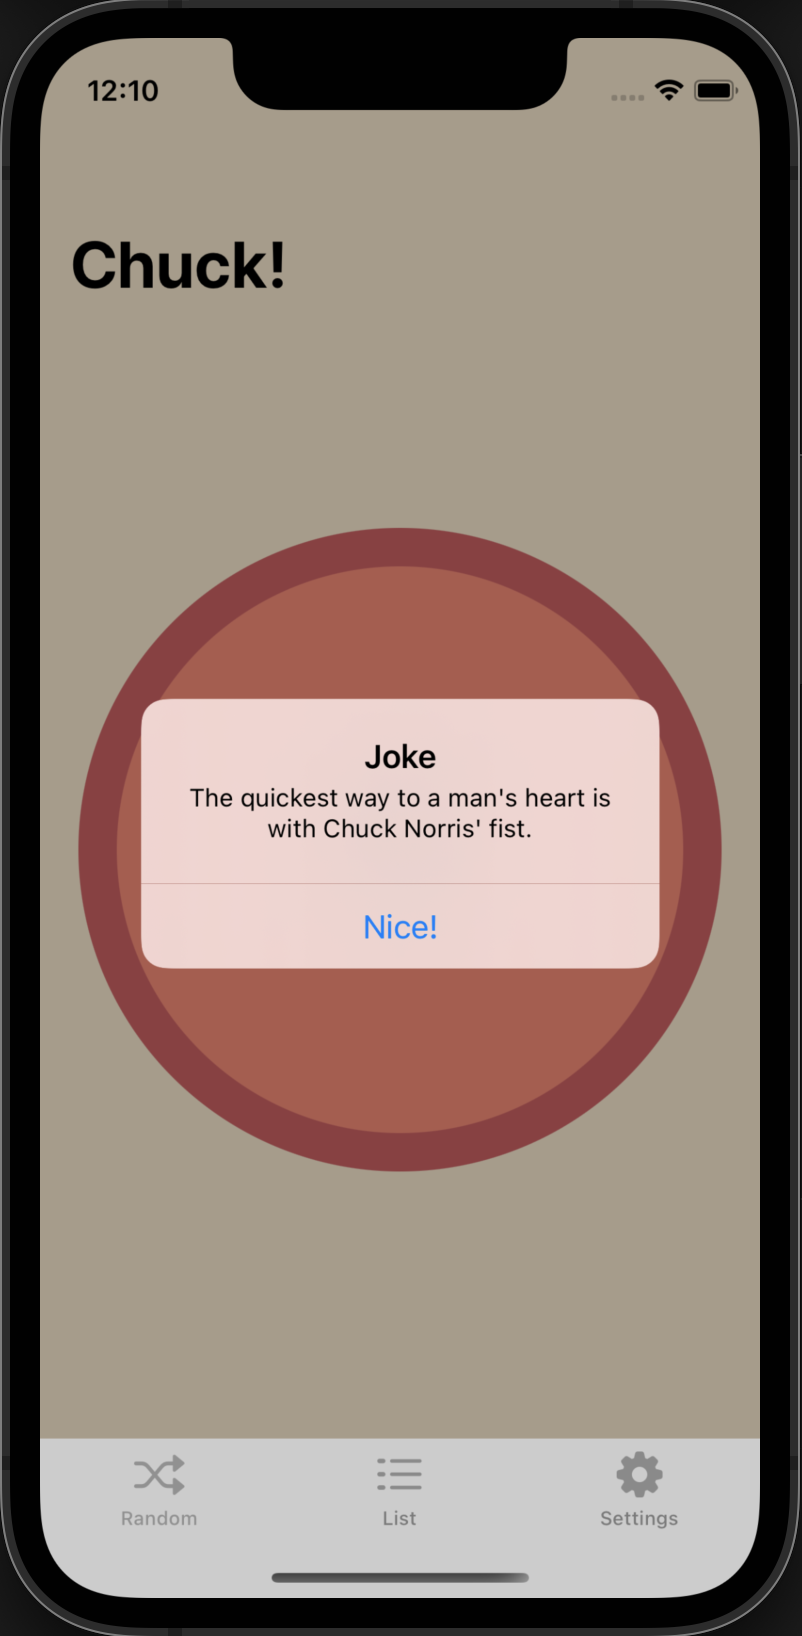 12:10
Chuck!
Joke
The quickest way to a man's heart is
with Chuck Norris' fist.
Nice!
Random
List
Settings